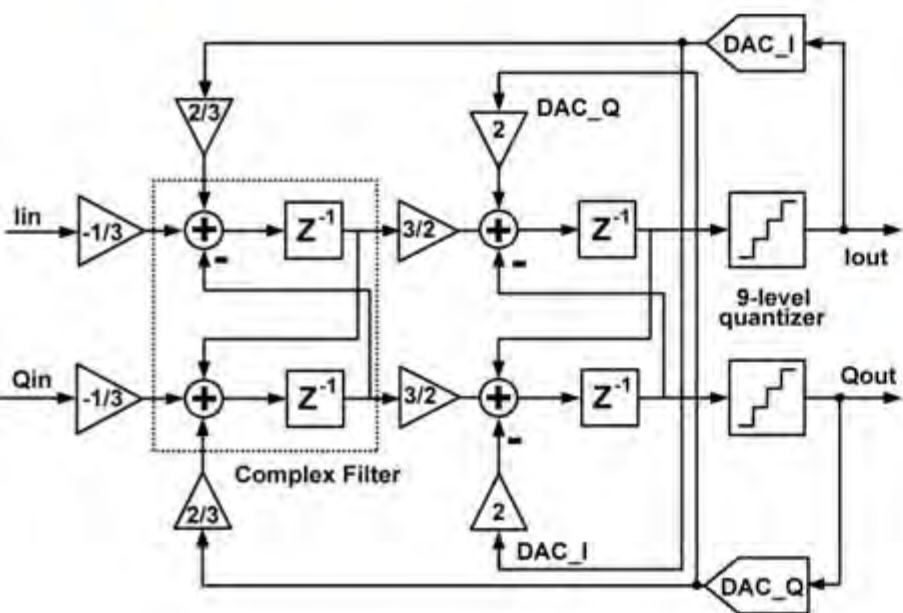 DAC_I
2/3
DAC_Q
2
Iin
-1/3
+
Z-1
3/2
+
Z-1
-
-
Iout
9-level
quantizer
Qin
-1/3
+
Z-1
3/2
+
Z-1
Qout
-
Complex Filter
2/3
2
DAC_I
DAC_Q